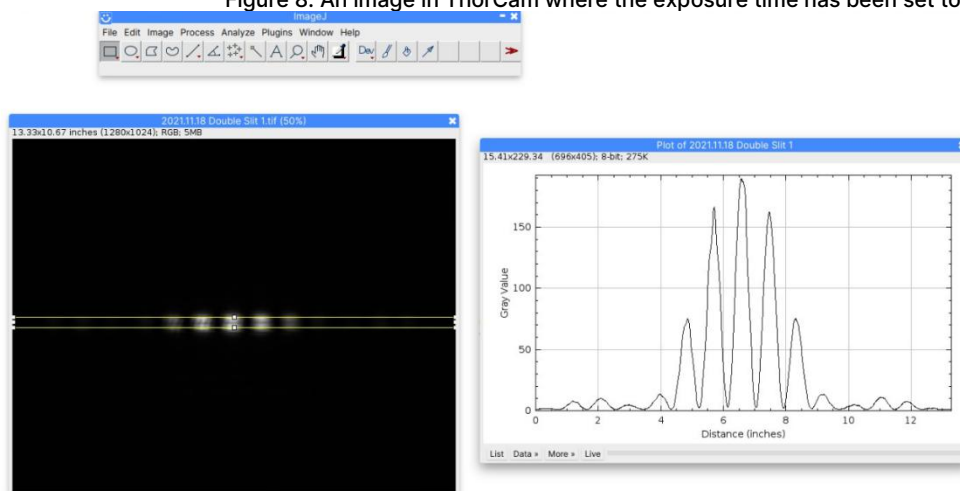 Figure 8. An image in ThorCam where the exposure time has been set to
ImageJ
File Edit Image Process Analyze Plugins Window Help
Dev
2021.11.18 Double Slit 1.tif (50%)
13.33x10.67 inches (1280x1024); RGB; 5MB
Plot of 2021.11.18 Double Slit 1
15.41x229.34 (696x405); 8-bit; 275K
150
100
50
0
Gray Value
0 2 4 6 8 10 12
Distance (inches)
List Data » More » Live